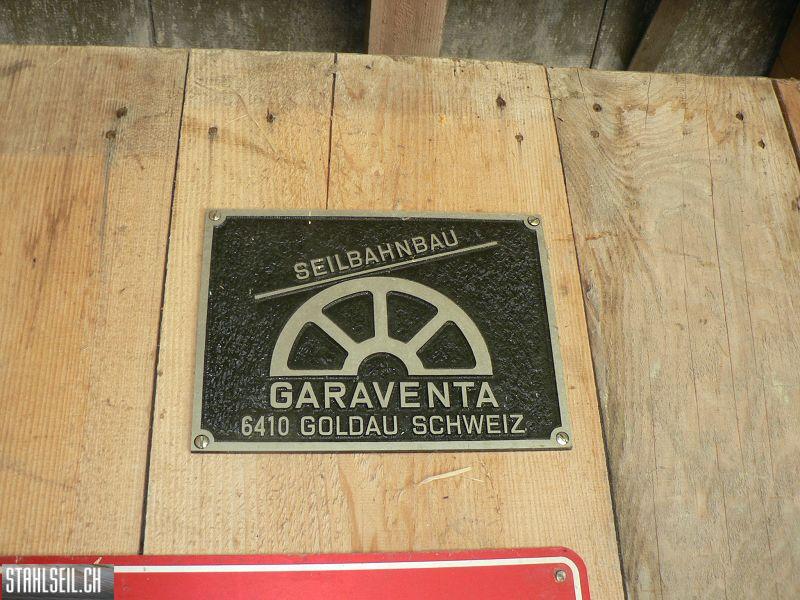 SEILBAHNBAU
GARAVENTA
6410 GOLDAU. SCHWEIZ
STAHLSEIL.CH